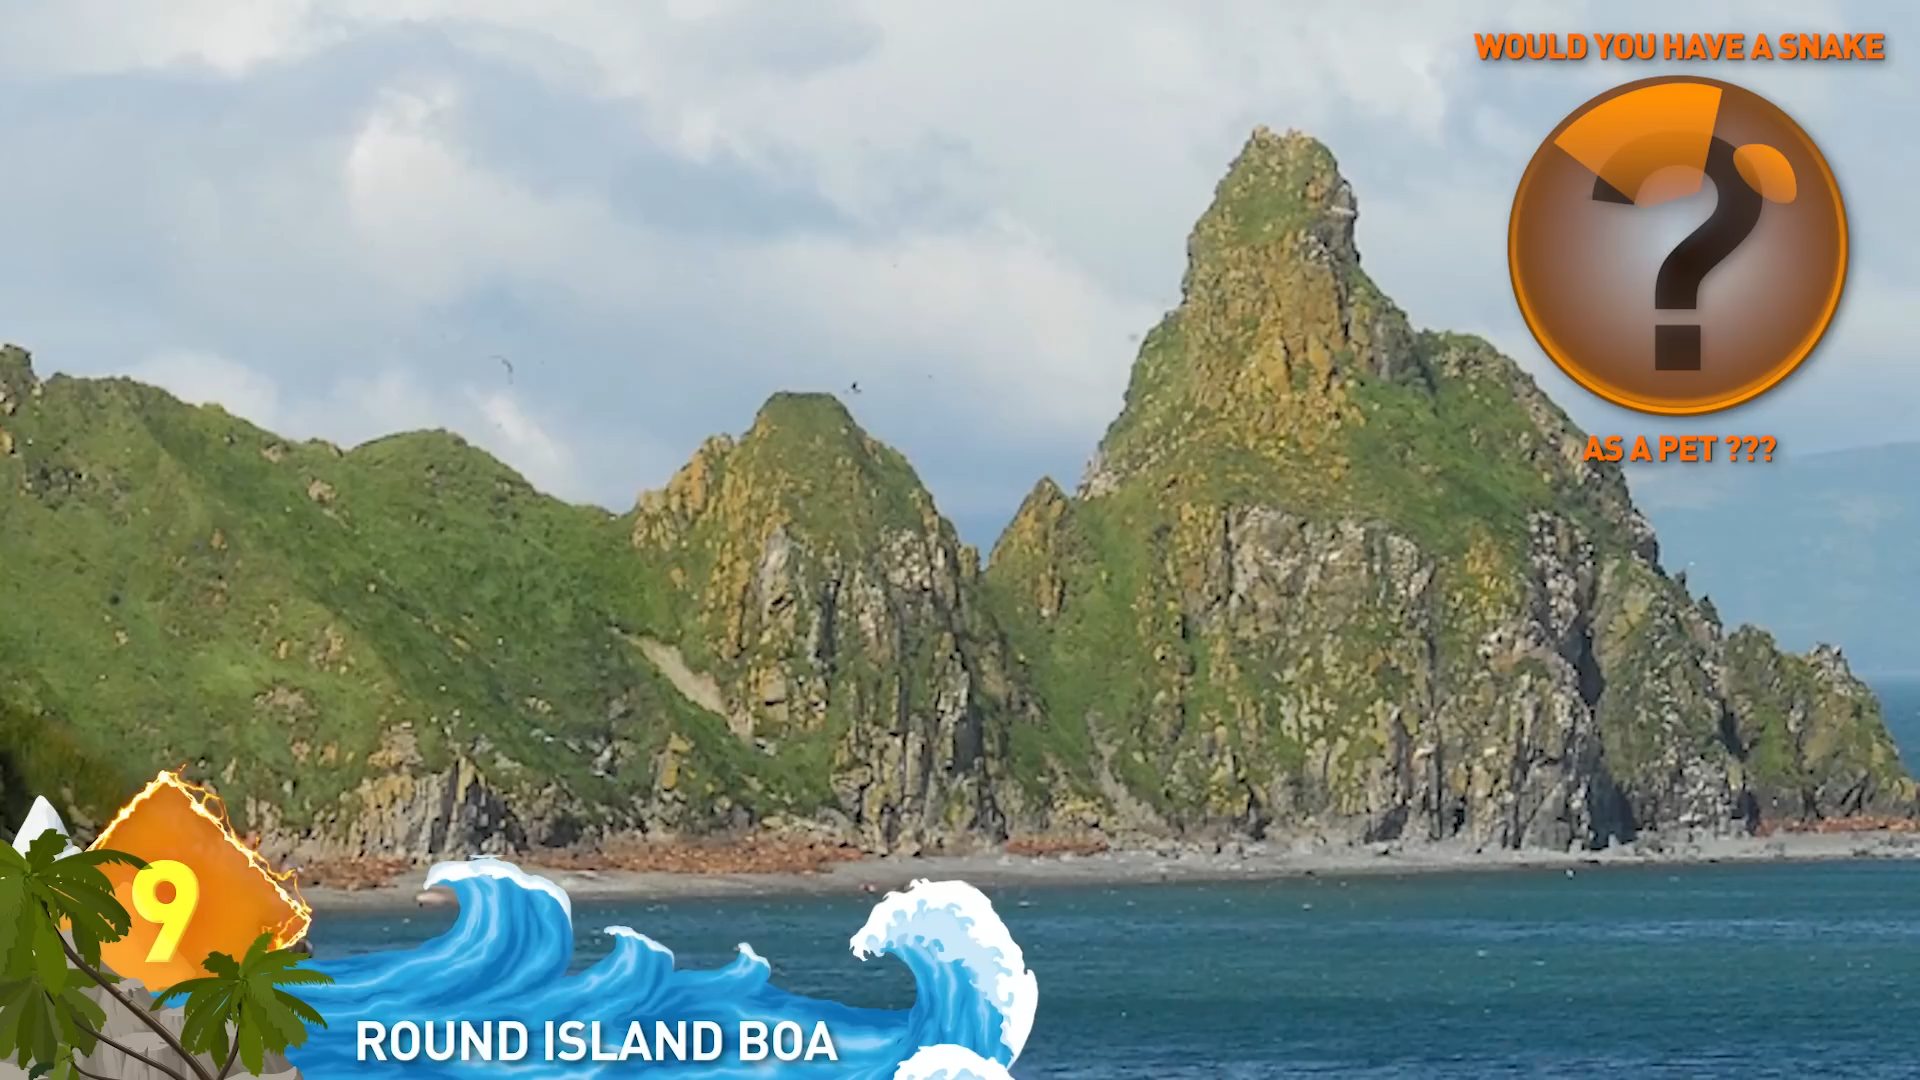 WOULD YOU HAVE A SNAKE
?
AS A PET ???
9
ROUND ISLAND BOA